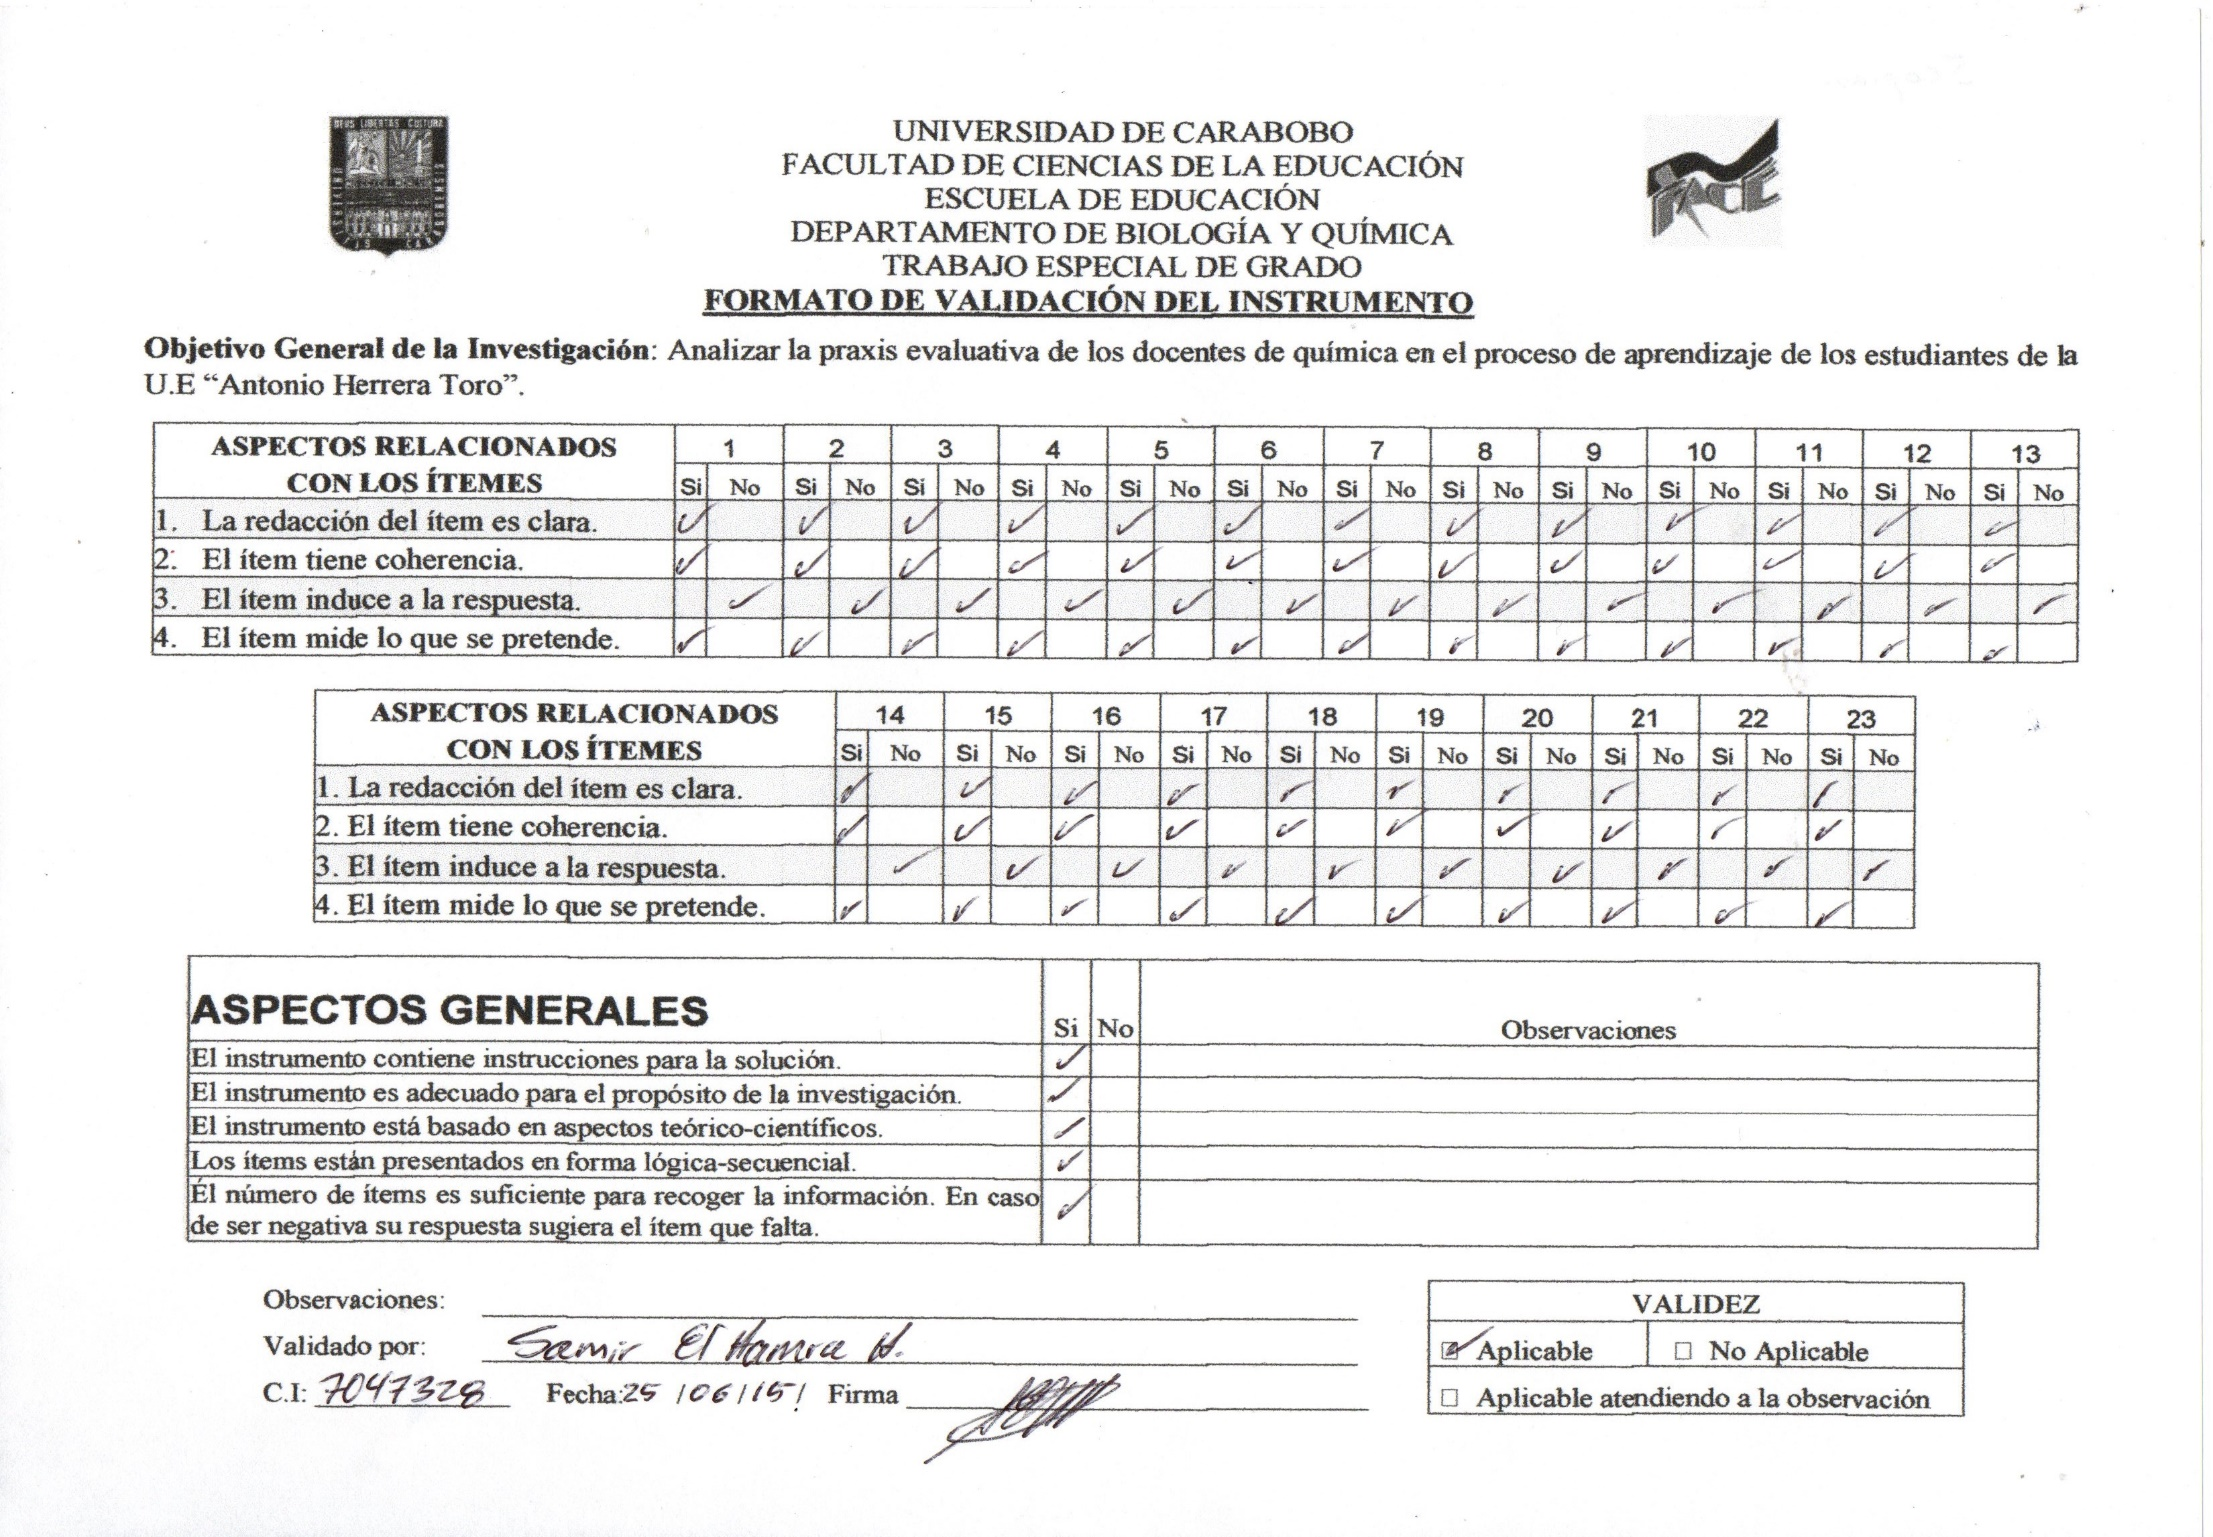 DEUS LIBERTAS CULTURA
FACE
UNIVERSIDAD DE CARABOBO
FACULTAD DE CIENCIAS DE LA EDUCACIÓN
ESCUELA DE EDUCACIÓN
DEPARTAMENTO DE BIOLOGÍA Y QUÍMICA
TRABAJO ESPECIAL DE GRADO
FORMATO DE VALIDACIÓN DEL INSTRUMENTO
Objetivo General de la Investigación: Analizar la praxis evaluativa de los docentes de química en el proceso de aprendizaje de los estudiantes de la
U.E “Antonio Herrera Toro”.
ASPECTOS RELACIONADOS 1 2 3 4 5 6 7 8 9 10 11 12 13
CON LOS ÍTEMES Si No Si No Si No Si No Si No Si No Si No Si No Si No Si No Si No Si No Si No
1. La redacción del ítem es clara. ✓ ✓ ✓ ✓ ✓ ✓ ✓ ✓ ✓ ✓ ✓ ✓ ✓
2. El ítem tiene coherencia. ✓ ✓ ✓ ✓ ✓ ✓ ✓ ✓ ✓ ✓ ✓ ✓ ✓
3. El ítem induce a la respuesta. ✓ ✓ ✓ ✓ ✓ ✓ ✓ ✓ ✓ ✓ ✓ ✓ ✓
4. El ítem mide lo que se pretende. ✓ ✓ ✓ ✓ ✓ ✓ ✓ ✓ ✓ ✓ ✓ ✓ ✓
ASPECTOS RELACIONADOS 14 15 16 17 18 19 20 21 22 23
CON LOS ÍTEMES Si No Si No Si No Si No Si No Si No Si No Si No Si No Si No
1. La redacción del ítem es clara. ✓ ✓ ✓ ✓ ✓ ✓ ✓ ✓ ✓ ✓
2. El ítem tiene coherencia. ✓ ✓ ✓ ✓ ✓ ✓ ✓ ✓ ✓ ✓
3. El ítem induce a la respuesta. ✓ ✓ ✓ ✓ ✓ ✓ ✓ ✓ ✓ ✓
4. El ítem mide lo que se pretende. ✓ ✓ ✓ ✓ ✓ ✓ ✓ ✓ ✓ ✓
ASPECTOS GENERALES Si No Observaciones
El instrumento contiene instrucciones para la solución. ✓
El instrumento es adecuado para el propósito de la investigación. ✓
El instrumento está basado en aspectos teórico-científicos. ✓
Los ítems están presentados en forma lógica-secuencial. ✓
Él número de ítems es suficiente para recoger la información. En caso
de ser negativa su respuesta sugiera el ítem que falta. ✓
Observaciones:
Validado por: Samir El Hamra H.
C.I: 7047328 Fecha:25 /06/15/ Firma
VALIDEZ
☑ Aplicable □ No Aplicable
□ Aplicable atendiendo a la observación